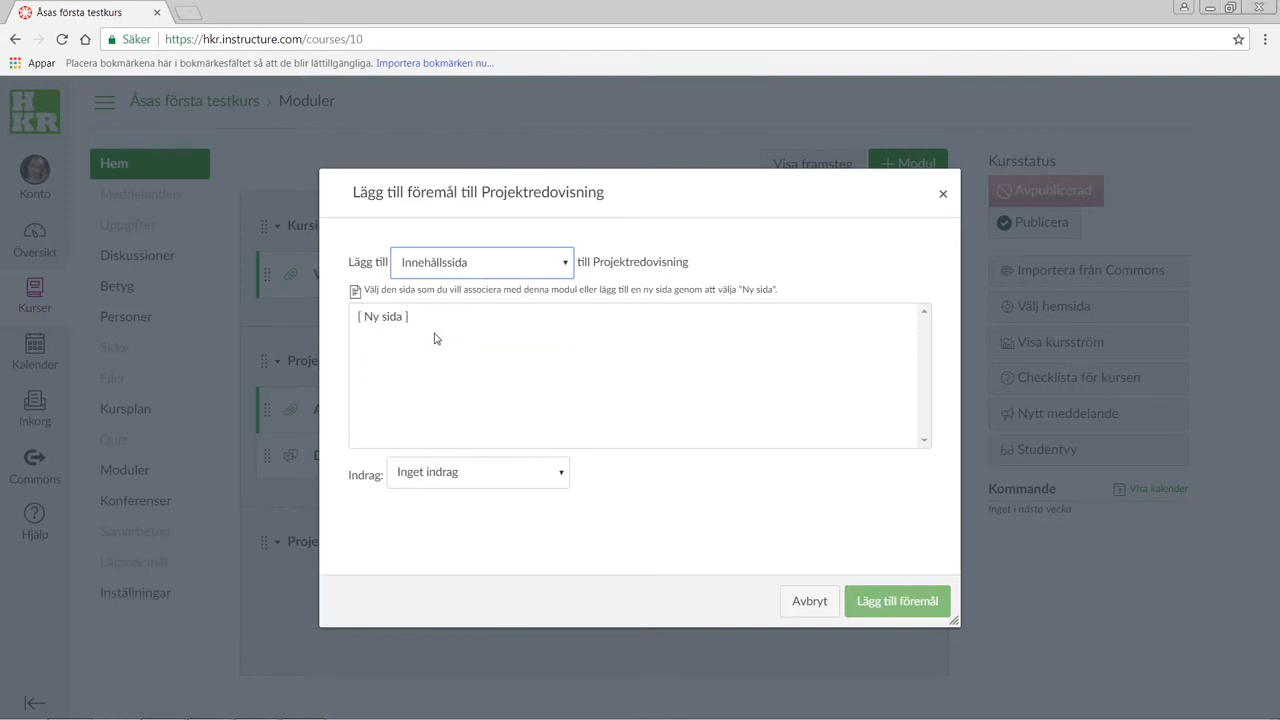 Åsas första testkurs
Säker
https://hkr.instructure.com/courses/10
Appar
Placera bokmärkena här i bokmärkesfältet så att de blir lättillgängliga. Importera bokmärken nu...
HKR
Åsas första testkurs › Moduler
Konto
Översikt
Kurser
Kalender
Inkorg
Commons
Hjälp
Hem
Meddelanden
Uppgifter
Diskussioner
Betyg
Personer
Sidor
Filer
Kursplan
Quiz
Moduler
Konferenser
Samarbeten
Lärandemål
Inställningar
Visa framsteg
+ Modul
Lägg till föremål till Projektredovisning
×
Lägg till Innehållssida till Projektredovisning
Välj den sida som du vill associera med denna modul eller lägg till en ny sida genom att välja "Ny sida".
[ Ny sida ]
Indrag: Inget indrag
Avbryt
Lägg till föremål
Kursstatus
Avpublicerad
Publicera
Importera från Commons
Välj hemsida
Visa kursström
Checklista för kursen
Nytt meddelande
Studentvy
Kommande
Visa kalender
Inget i nästa vecka